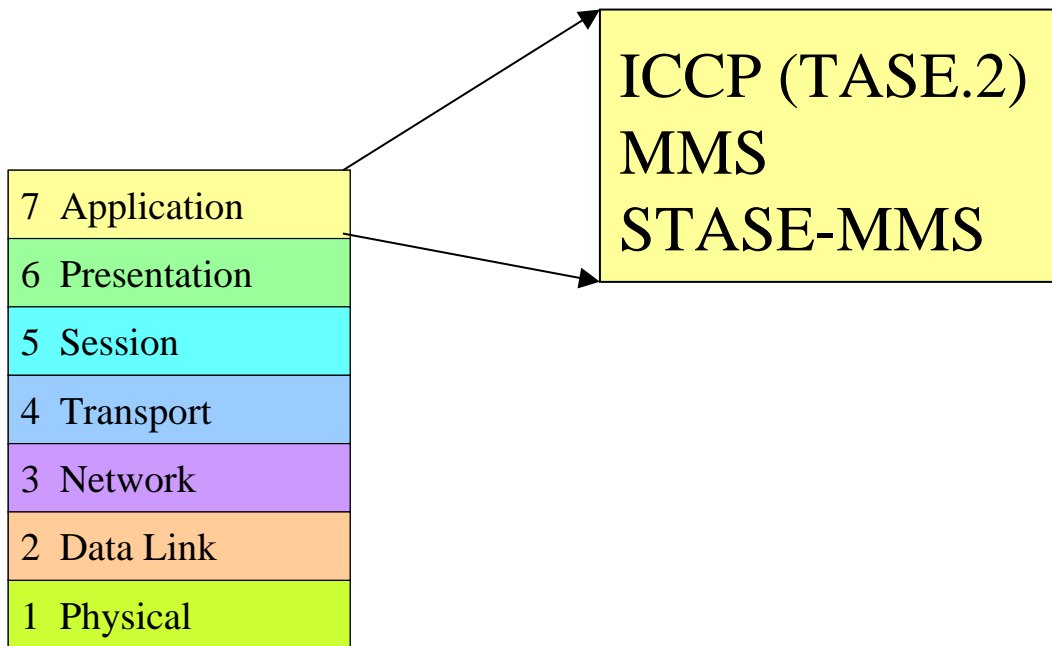 ICCP (TASE.2)
MMS
STASE-MMS
7 Application
6 Presentation
5 Session
4 Transport
3 Network
2 Data Link
1 Physical